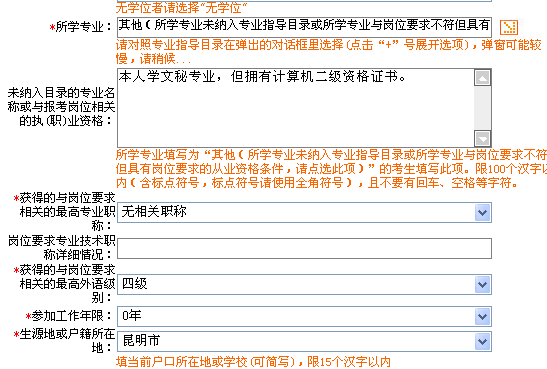 无学位者请选择"无学位"
*所学专业： 其他（所学专业未纳入专业指导目录或所学专业与岗位要求不符但具有
请对照专业指导目录在弹出的对话框里选择(点击"+"号展开选项)，弹窗可能较
慢，请稍候...
未纳入目录的专业名
称或与报考岗位相关
的执(职)业资格：
本人学文秘专业，但拥有计算机二级资格证书。
所学专业填写为"其他（所学专业未纳入专业指导目录或所学专业与岗位要求不符
但具有岗位要求的从业资格条件，请点选此项）"的考生填写此项。限100个汉字以
内（含标点符号，标点符号请使用全角符号），且不要有回车、空格等字符。
*获得的与岗位要求
相关的最高专业职
称：
无相关职称
岗位要求专业技术职
称详细情况：
*获得的与岗位要求
相关的最高外语级
别：
四级
*参加工作年限： 0年
*生源地或户籍所在
地：
昆明市
填当前户口所在地或学校(可简写)，限15个汉字以内